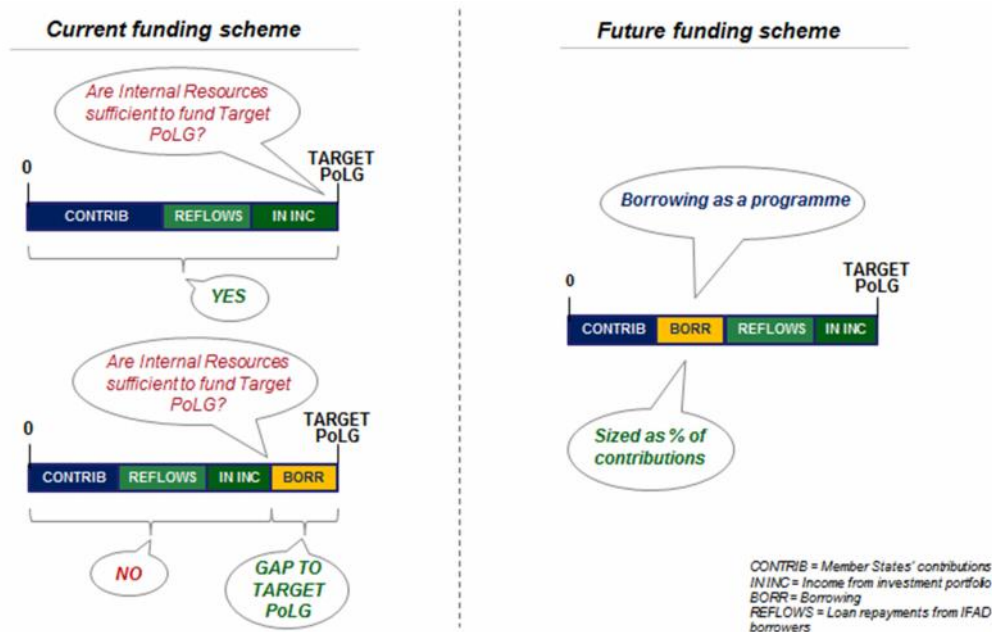 Current funding scheme
Are Internal Resources
sufficient to fund Target
PoLG?
0
TARGET
PoLG
CONTRIB
REFLOWS
IN INC
YES
Are Internal Resources
sufficient to fund Target
PoLG?
0
TARGET
PoLG
CONTRIB
REFLOWS
IN INC
BORR
NO
GAP TO
TARGET
PoLG
Future funding scheme
Borrowing as a programme
0
TARGET
PoLG
CONTRIB
BORR
REFLOWS
IN INC
Sized as % of
contributions
CONTRIB = Member States' contributions
IN INC = Income from investment portfolio
BORR = Borrowing
REFLOWS = Loan repayments from IFAD
borrowers